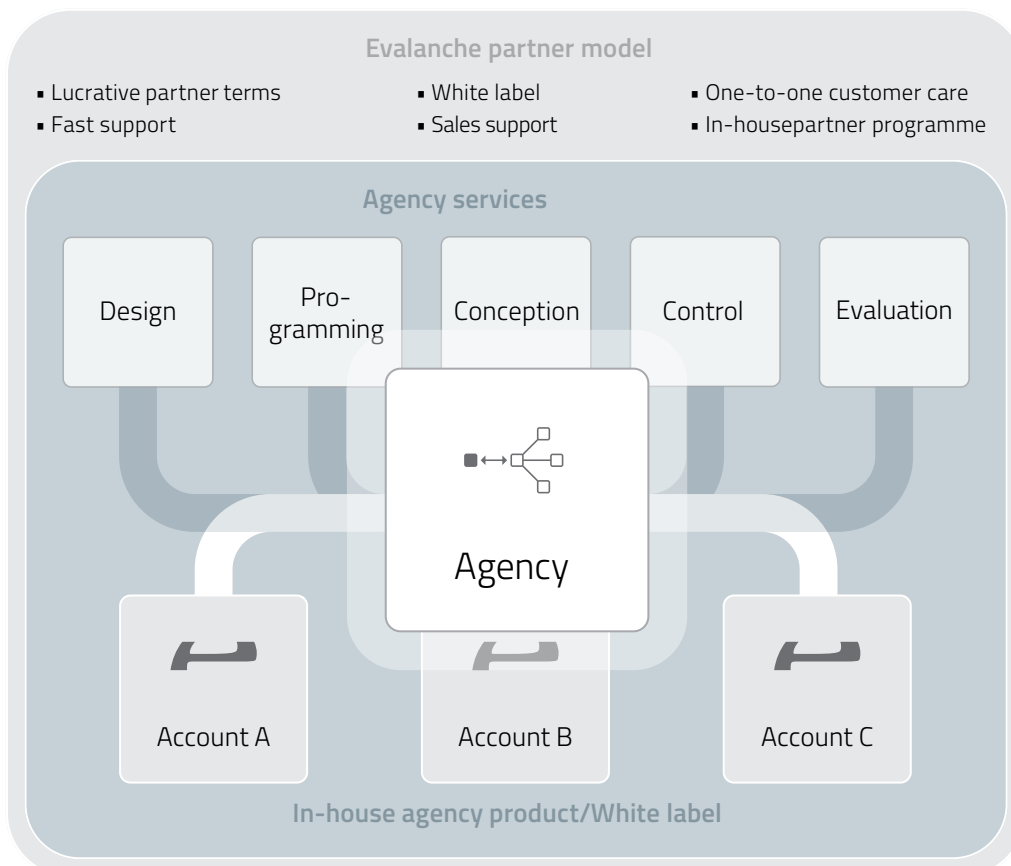 Evalanche partner model
▪ Lucrative partner terms
▪ White label
▪ One-to-one customer care
▪ Fast support
▪ Sales support
▪ In-housepartner programme
Agency services
Design
Pro-
gramming
Conception
Control
Evaluation
Agency
Account A
Account B
Account C
In-house agency product/White label